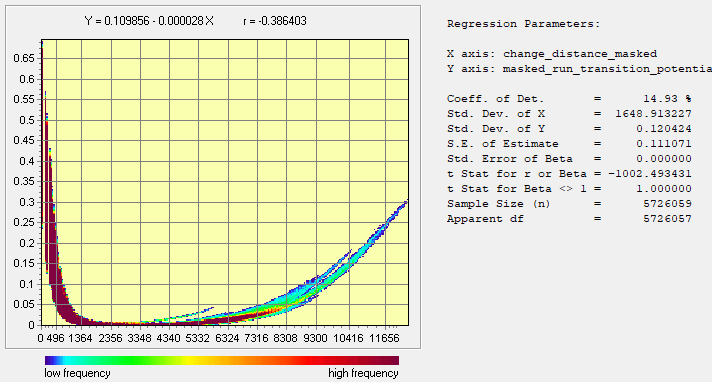 Y = 0.109856 - 0.000028 X r = -0.386403
0.65
0.6
0.55
0.5
0.45
0.4
0.35
0.3
0.25
0.2
0.15
0.1
0.05
0
0 496 1364 2356 3348 4340 5332 6324 7316 8308 9300 10416 11656
low frequency high frequency
Regression Parameters:
X axis: change_distance_masked
Y axis: masked_run_transition_potentia
Coeff. of Det. = 14.93 %
Std. Dev. of X = 1648.913227
Std. Dev. of Y = 0.120424
S.E. of Estimate = 0.111071
Std. Error of Beta = 0.000000
t Stat for r or Beta = -1002.493431
t Stat for Beta <> 1 = 1.000000
Sample Size (n) = 5726059
Apparent df = 5726057